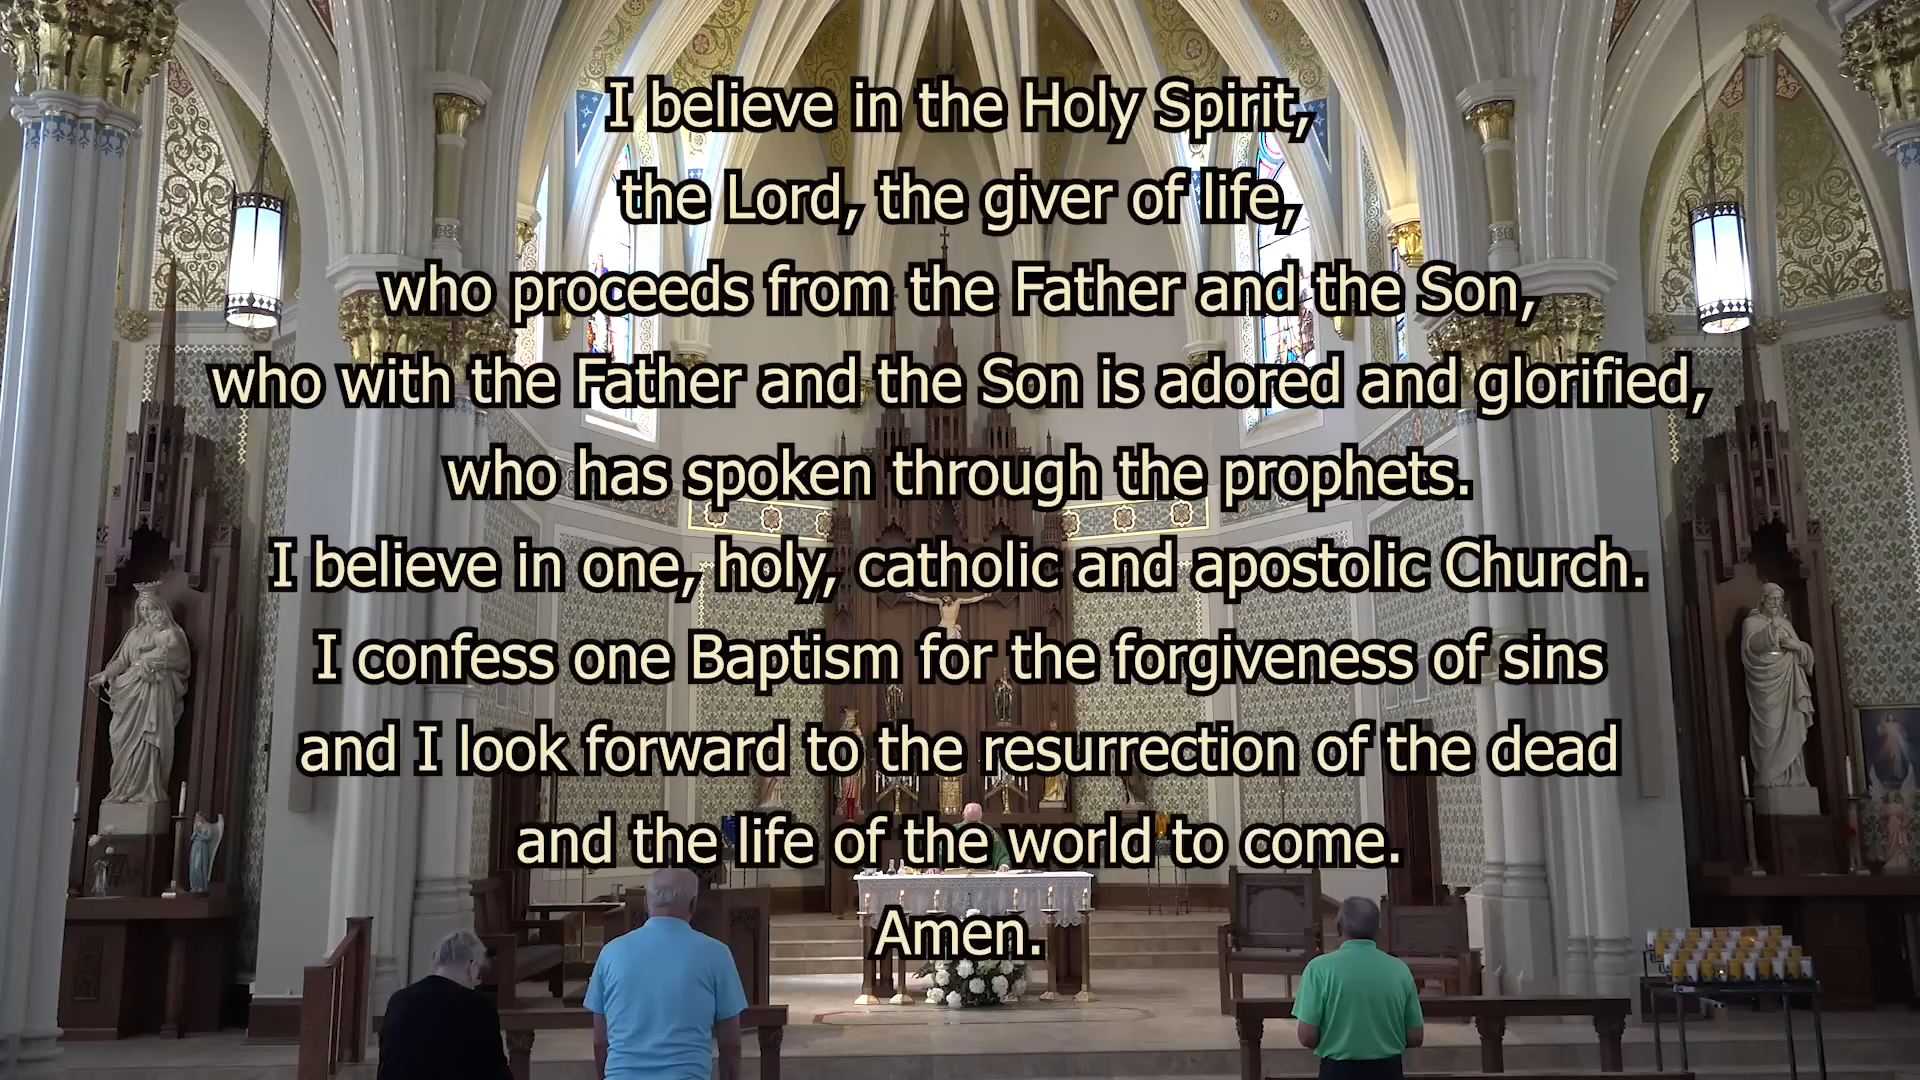 I believe in the Holy Spirit,
the Lord, the giver of life,
who proceeds from the Father and the Son,
who with the Father and the Son is adored and glorified,
who has spoken through the prophets.
I believe in one, holy, catholic and apostolic Church.
I confess one Baptism for the forgiveness of sins
and I look forward to the resurrection of the dead
and the life of the world to come.
Amen.